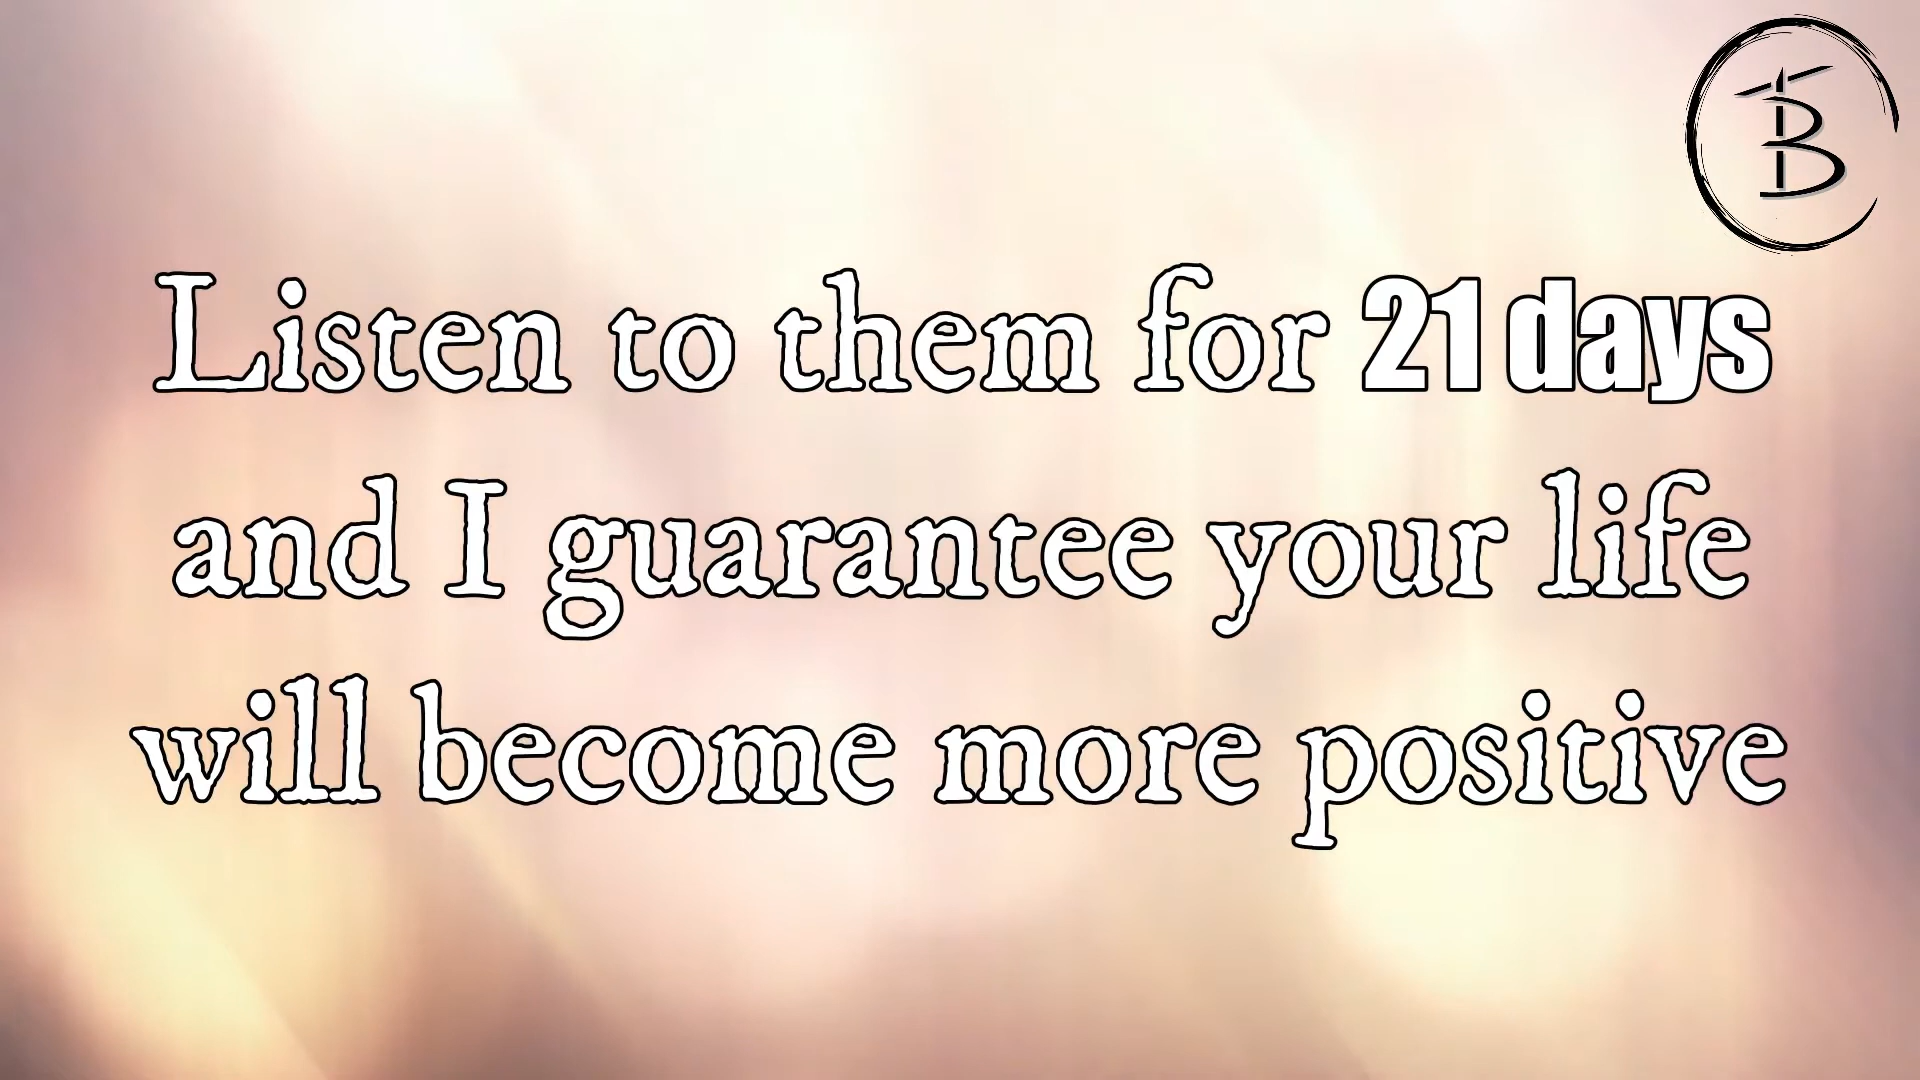 Listen to them for 21 days
and I guarantee your life
will become more positive